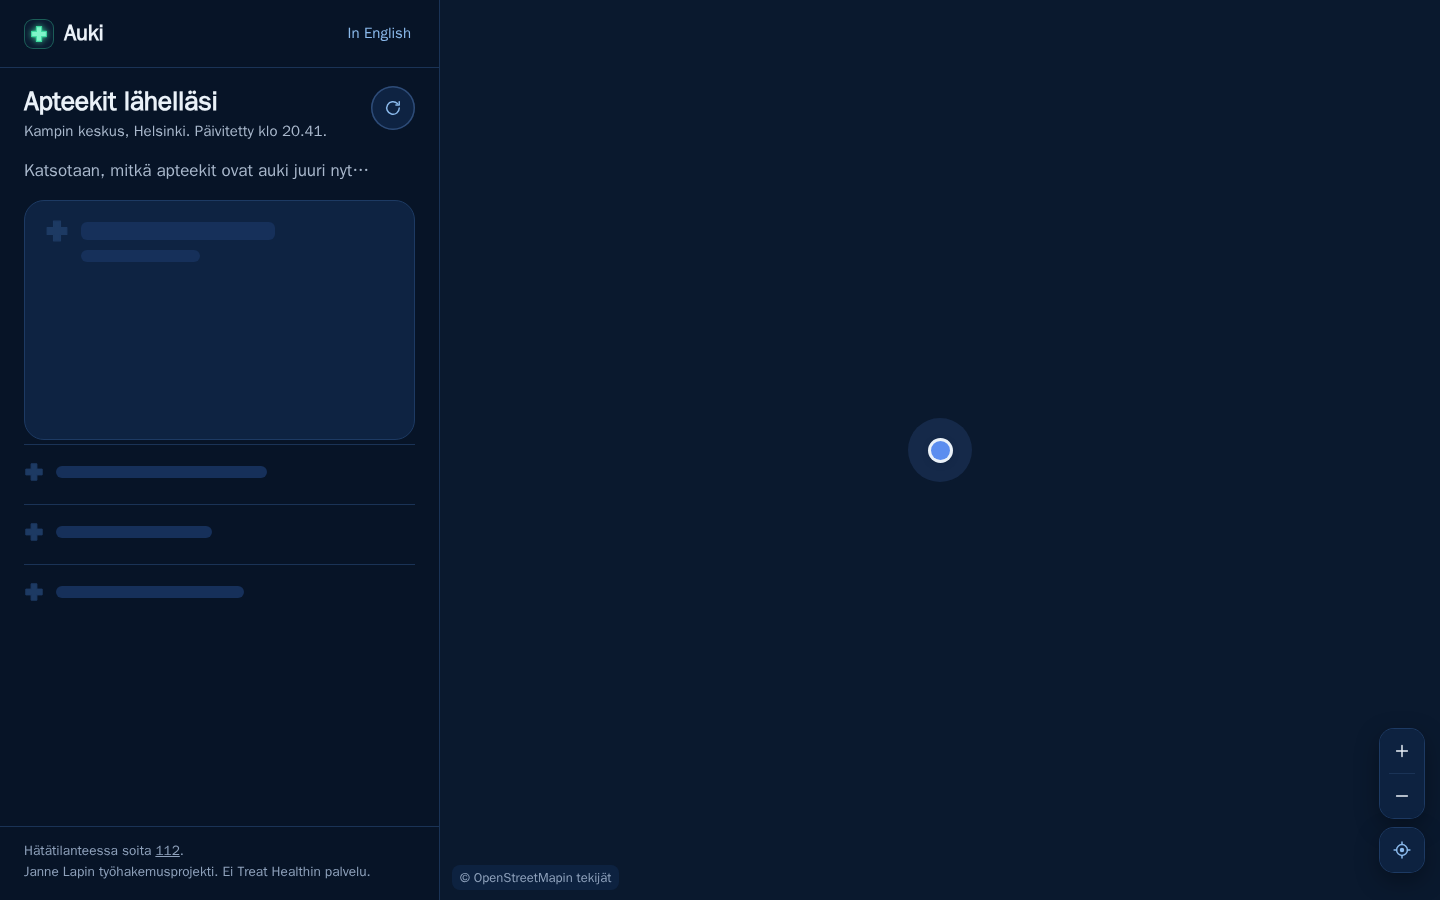 Auki
In English
Apteekit lähelläsi
Kampin keskus, Helsinki. Päivitetty klo 20.41.
Katsotaan, mitkä apteekit ovat auki juuri nyt…
Hätätilanteessa soita 112.
Janne Lapin työhakemusprojekti. Ei Treat Healthin palvelu.
© OpenStreetMapin tekijät